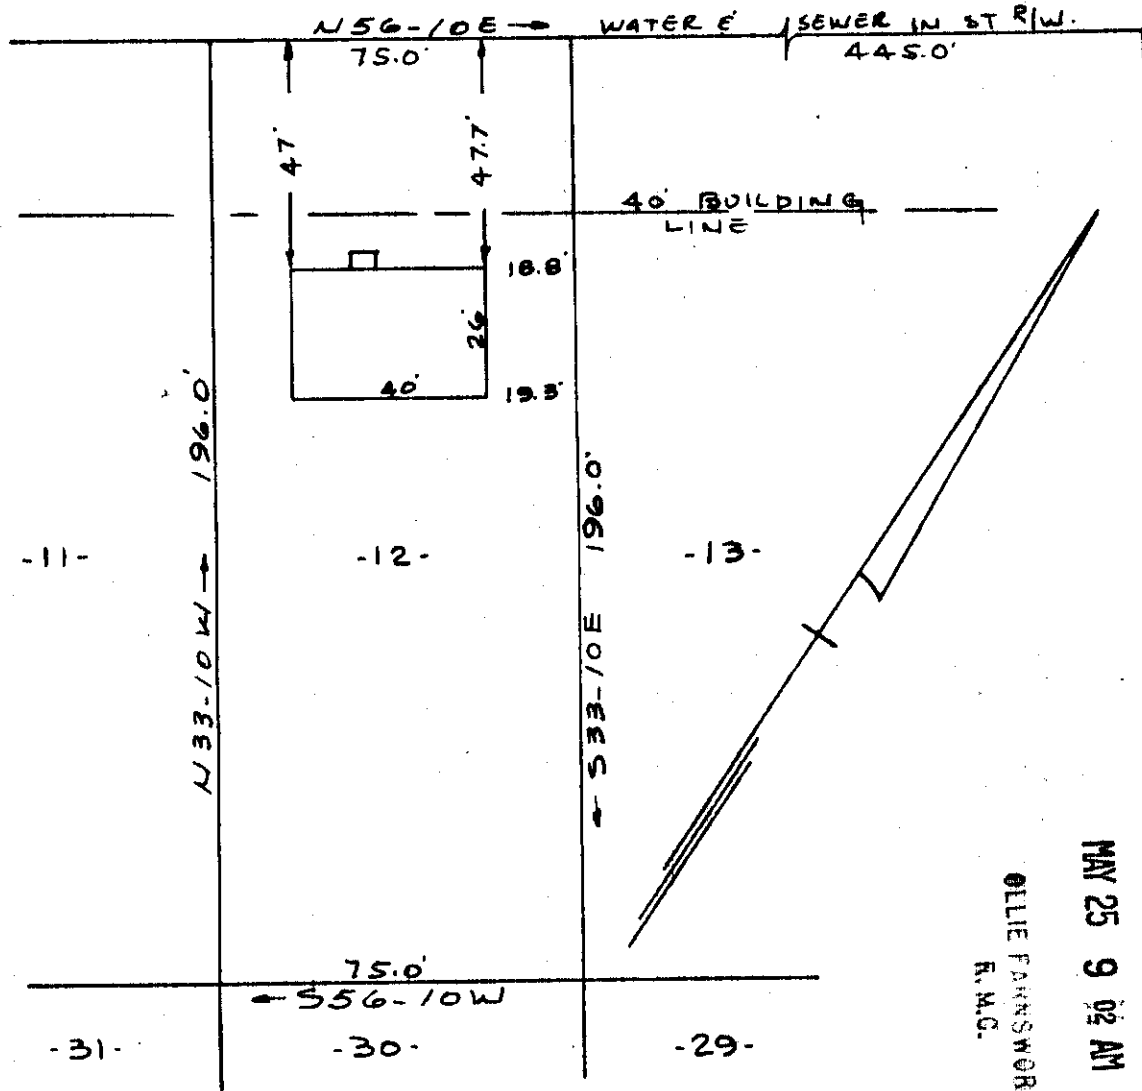 N56-10E → WATER & SEWER IN ST R/W.
75.0' 445.0'
47' 47.7'
40' BUILDING
LINE
18.8'
26'
40' 19.3'
N33-10W → 196.0'
← S33-10E 196.0'
-11- -12- -13-
75.0'
← S56-10W
-31- -30- -29-
MAY 25 9 02 AM
OLLIE FARNSWOR
R.M.C.